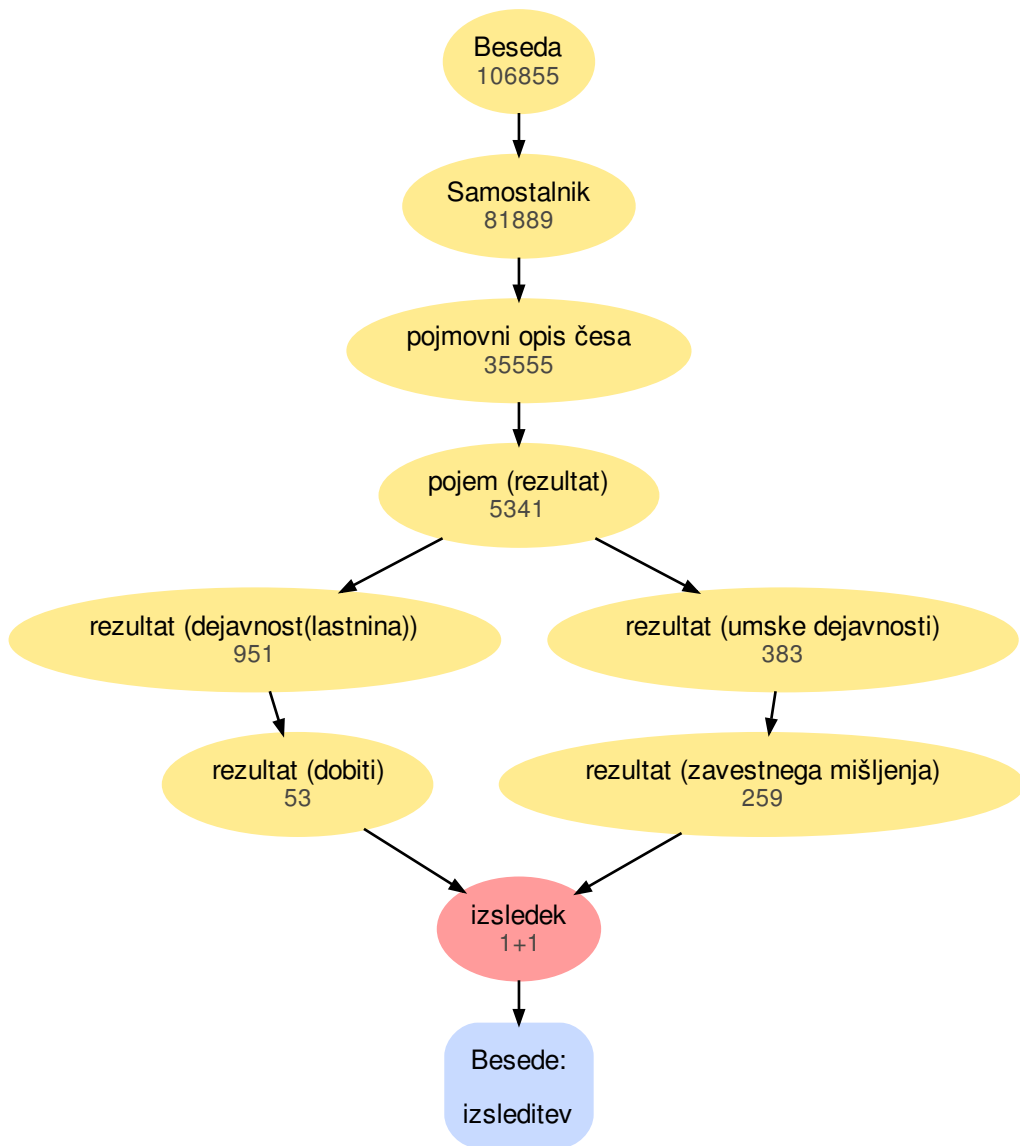 Beseda
106855
Samostalnik
81889
pojmovni opis česa
35555
pojem (rezultat)
5341
rezultat (dejavnost(lastnina))
951
rezultat (umske dejavnosti)
383
rezultat (dobiti)
53
rezultat (zavestnega mišljenja)
259
izsledek
1+1
Besede:
izsleditev